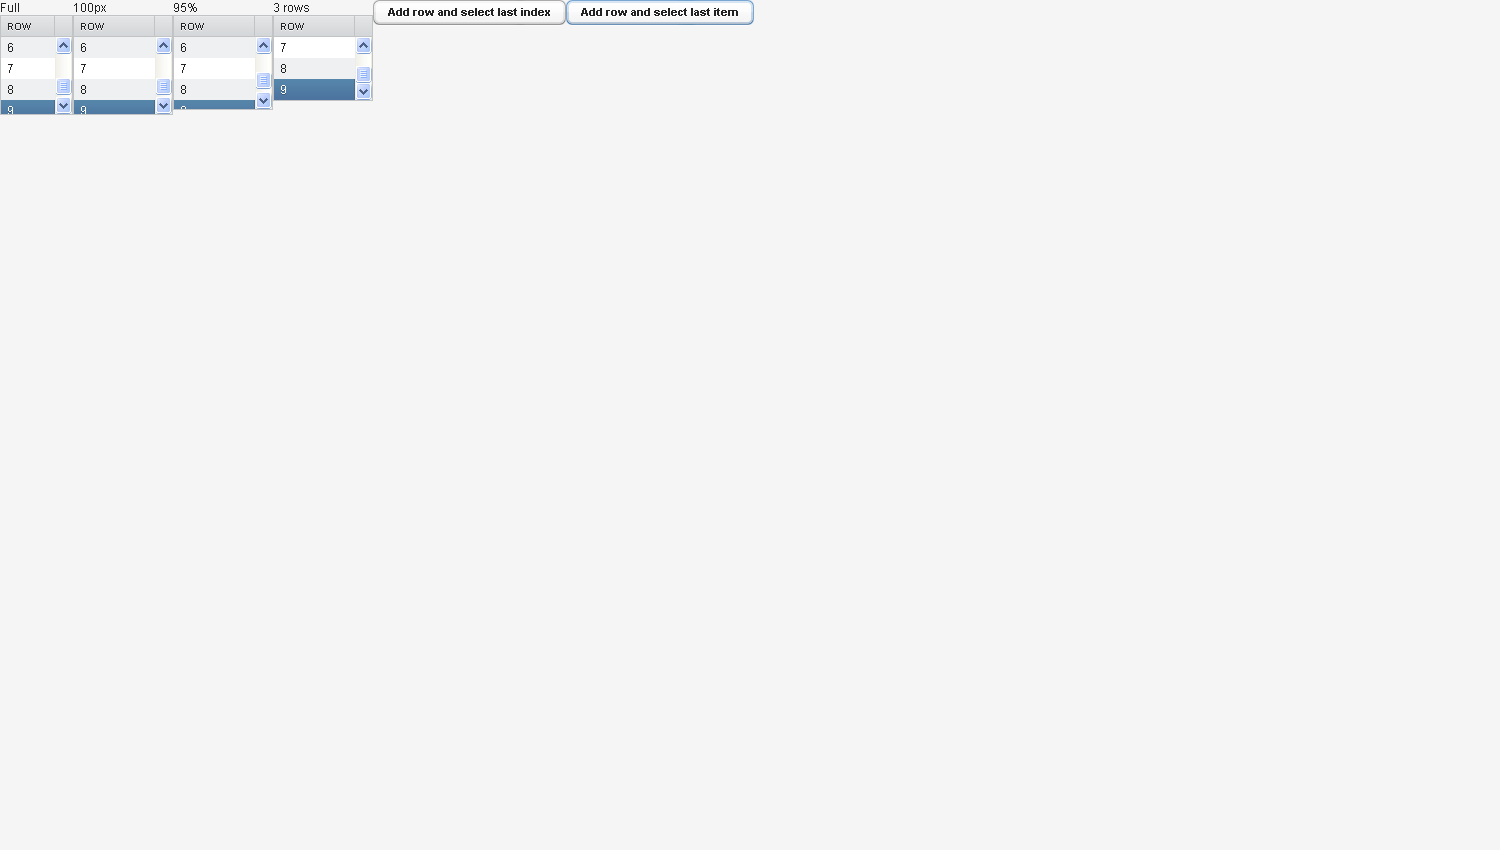 Full 100px 95% 3 rows Add row and select last index Add row and select last item
ROW ROW ROW ROW
6 6 6 7
7 7 7 8
8 8 8 9
9 9 9